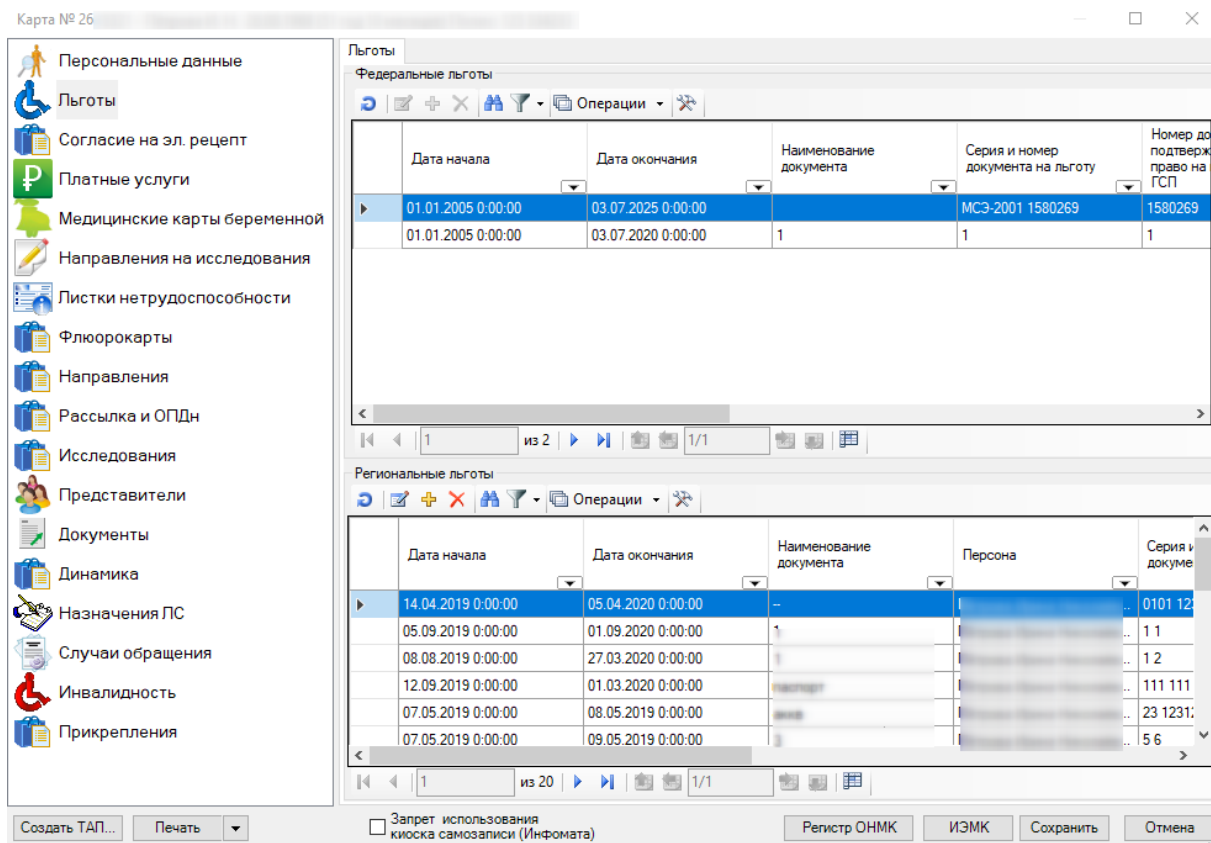 Карта № 26
Персональные данные
Льготы
Согласие на эл. рецепт
Платные услуги
Медицинские карты беременной
Направления на исследования
Листки нетрудоспособности
Флюорокарты
Направления
Рассылка и ОПДн
Исследования
Представители
Документы
Динамика
Назначения ЛС
Случаи обращения
Инвалидность
Прикрепления
Льготы
Федеральные льготы
Операции
Дата начала
Дата окончания
Наименование
документа
Серия и номер
документа на льготу
Номер до
подтверж
право на
ГСП
01.01.2005 0:00:00 03.07.2025 0:00:00 МСЭ-2001 1580269 1580269
01.01.2005 0:00:00 03.07.2020 0:00:00 1 1 1
1 из 2 1/1
Региональные льготы
Операции
Дата начала
Дата окончания
Наименование
документа
Персона
Серия и
докуме
14.04.2019 0:00:00 05.04.2020 0:00:00 -- 0101 12
05.09.2019 0:00:00 01.09.2020 0:00:00 1 1 1
08.08.2019 0:00:00 27.03.2020 0:00:00 1 2
12.09.2019 0:00:00 01.03.2020 0:00:00 111 111
07.05.2019 0:00:00 08.05.2019 0:00:00 23 1231
07.05.2019 0:00:00 09.05.2019 0:00:00 5 6
1 из 20 1/1
Создать ТАП... Печать
Запрет использования
киоска самозаписи (Инфомата)
Регистр ОНМК ИЭМК Сохранить Отмена